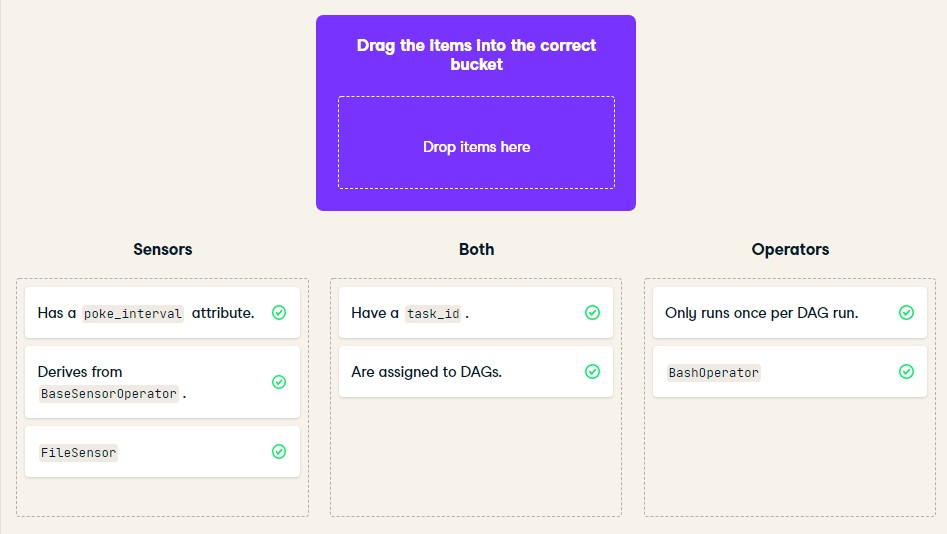 Drag the items into the correct
bucket
Drop items here
Sensors
Has a poke_interval attribute.
Derives from
BaseSensorOperator.
FileSensor
Both
Have a task_id.
Are assigned to DAGs.
Operators
Only runs once per DAG run.
BashOperator